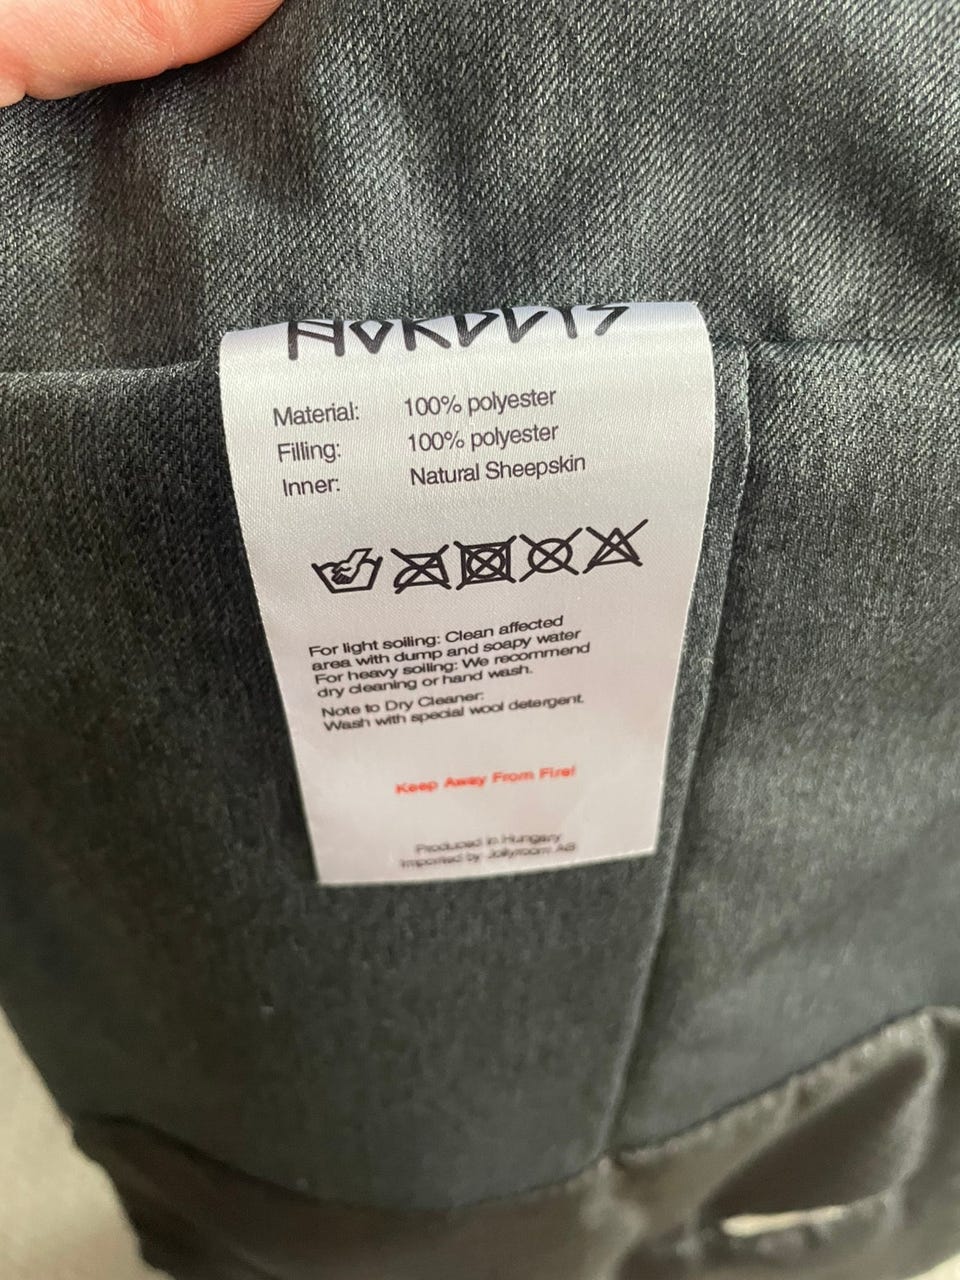 NORDBYS
Material: 100% polyester
Filling: 100% polyester
Inner: Natural Sheepskin
For light soiling: Clean affected
area with dump and soapy water
For heavy soiling: We recommend
dry cleaning or hand wash.
Note to Dry Cleaner:
Wash with special wool detergent.
Keep Away From Fire!
Produced in Hungary
Imported by Jollyroom AB